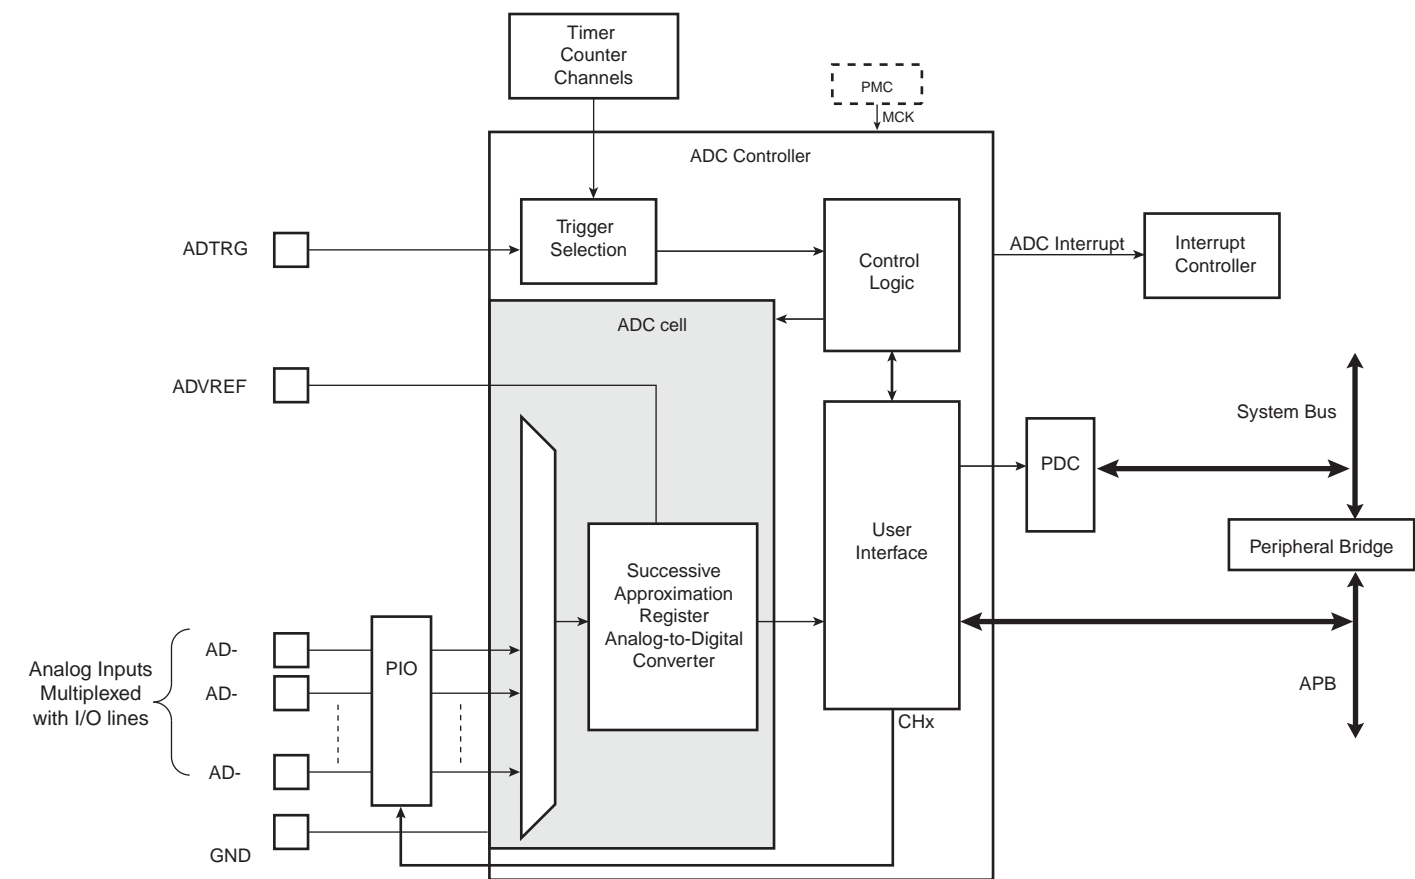 Timer
Counter
Channels
PMC
MCK
ADC Controller
ADTRG
Trigger
Selection
Control
Logic
ADC Interrupt
Interrupt
Controller
ADC cell
ADVREF
System Bus
PDC
User
Interface
Peripheral Bridge
Successive
Approximation
Register
Analog-to-Digital
Converter
Analog Inputs
Multiplexed
with I/O lines
AD-
AD-
AD-
PIO
APB
CHx
GND